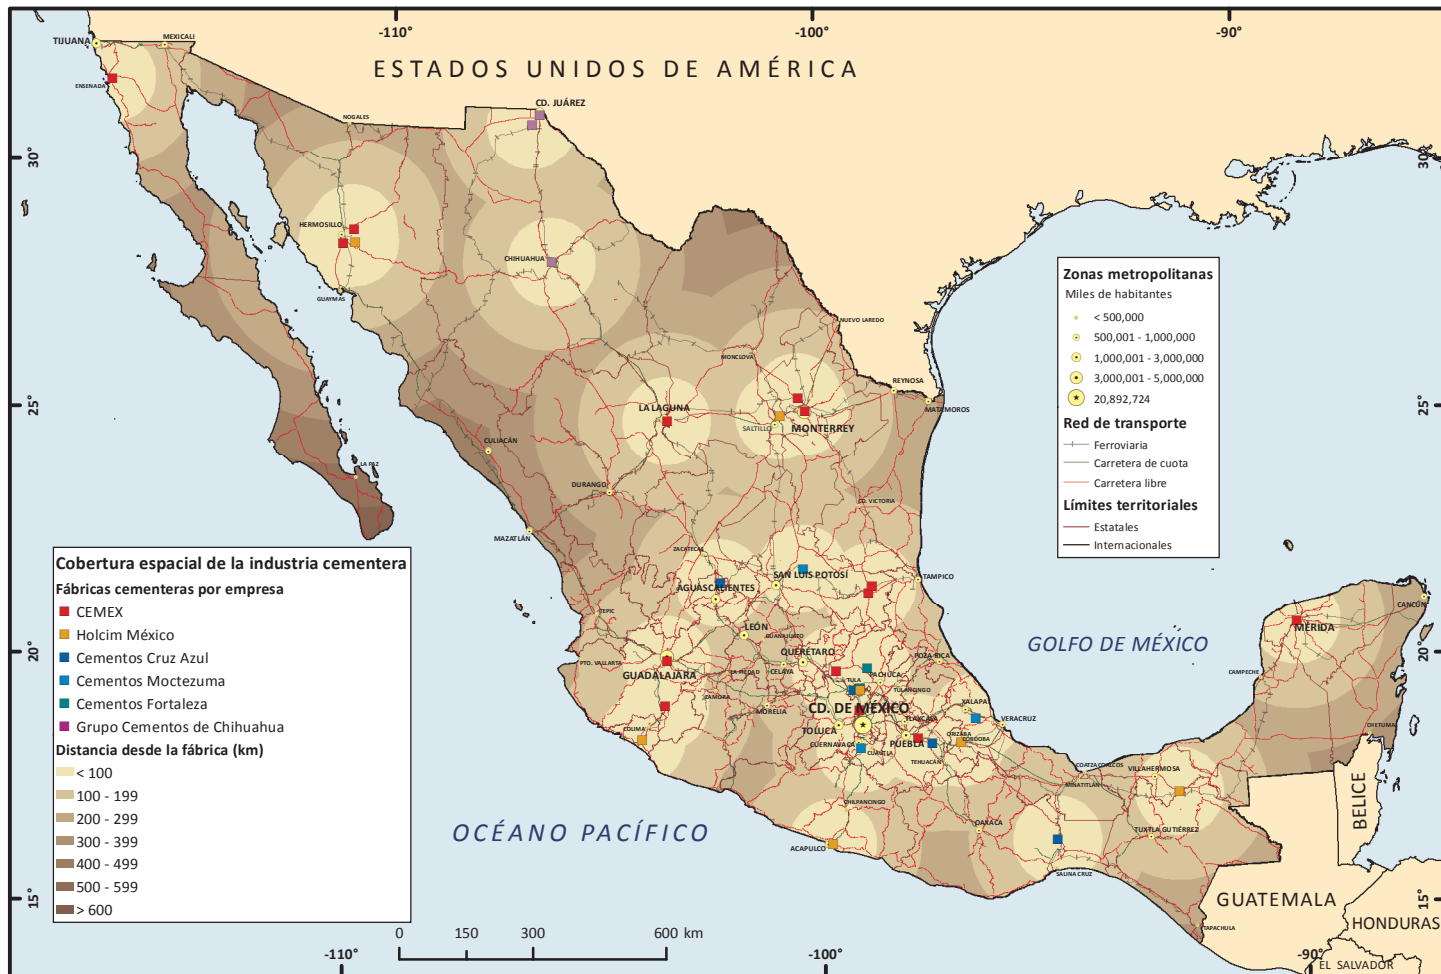 -110°
-100°
-90°
TIJUANA
MEXICALI
ENSENADA
ESTADOS UNIDOS DE AMÉRICA
CD. JUÁREZ
NOGALES
30°
30°
HERMOSILLO
CHIHUAHUA
GUAYMAS
NUEVO LAREDO
MONCLOVA
REYNOSA
MATAMOROS
25°
25°
LA LAGUNA
SALTILLO
MONTERREY
CULIACÁN
LA PAZ
DURANGO
CD. VICTORIA
MAZATLÁN
ZACATECAS
SAN LUIS POTOSÍ
TAMPICO
AGUASCALIENTES
TEPIC
LEÓN
GUANAJUATO
QUERÉTARO
POZA RICA
PTO. VALLARTA
GUADALAJARA
LA PIEDAD
CELAYA
TULA
PACHUCA
TULANCINGO
ZAMORA
MORELIA
CD. DE MÉXICO
TLAXCALA
XALAPA
VERACRUZ
COLIMA
TOLUCA
CUERNAVACA
CUAUTLA
PUEBLA
ORIZABA
CÓRDOBA
TEHUACÁN
COATZACOALCOS
MINATITLÁN
VILLAHERMOSA
CHILPANCINGO
OAXACA
TUXTLA GUTIÉRREZ
ACAPULCO
SALINA CRUZ
TAPACHULA
MÉRIDA
CANCÚN
CAMPECHE
CHETUMAL
20°
20°
15°
15°
GOLFO DE MÉXICO
OCÉANO PACÍFICO
BELICE
GUATEMALA
HONDURAS
EL SALVADOR
Zonas metropolitanas
Miles de habitantes
< 500,000
500,001 - 1,000,000
1,000,001 - 3,000,000
3,000,001 - 5,000,000
20,892,724
Red de transporte
Ferroviaria
Carretera de cuota
Carretera libre
Límites territoriales
Estatales
Internacionales
Cobertura espacial de la industria cementera
Fábricas cementeras por empresa
CEMEX
Holcim México
Cementos Cruz Azul
Cementos Moctezuma
Cementos Fortaleza
Grupo Cementos de Chihuahua
Distancia desde la fábrica (km)
< 100
100 - 199
200 - 299
300 - 399
400 - 499
500 - 599
> 600
0 150 300 600 km
-110°
-100°
-90°